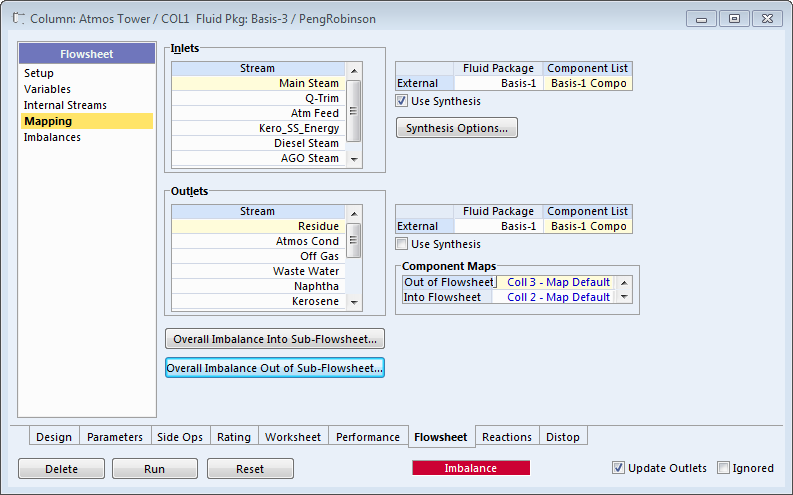 Column: Atmos Tower / COL1 Fluid Pkg: Basis-3 / PengRobinson
Flowsheet
Setup
Variables
Internal Streams
Mapping
Imbalances
Inlets
Stream
Main Steam
Q-Trim
Atm Feed
Kero_SS_Energy
Diesel Steam
AGO Steam
Fluid Package Component List
External Basis-1 Basis-1 Compo
Use Synthesis
Synthesis Options...
Outlets
Stream
Residue
Atmos Cond
Off Gas
Waste Water
Naphtha
Kerosene
Fluid Package Component List
External Basis-1 Basis-1 Compo
Use Synthesis
Component Maps
Out of Flowsheet Coll 3 - Map Default
Into Flowsheet Coll 2 - Map Default
Overall Imbalance Into Sub-Flowsheet...
Overall Imbalance Out of Sub-Flowsheet...
Design Parameters Side Ops Rating Worksheet Performance Flowsheet Reactions Distop
Delete Run Reset Imbalance Update Outlets Ignored